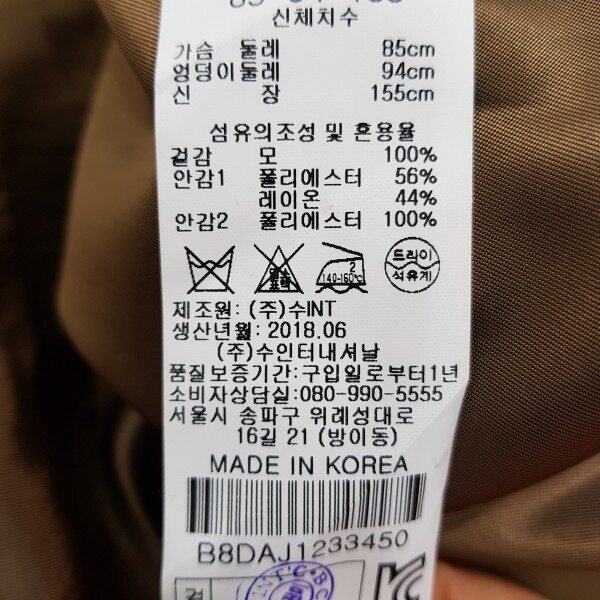 신체치수
가슴 둘레 85cm
엉덩이둘레 94cm
신 장 155cm
섬유의조성 및 혼용율
겉감 모 100%
안감1 폴리에스터 56%
레이온 44%
안감2 폴리에스터 100%
2
140-160℃
드라이
석유계
제조원: (주)수INT
생산년월: 2018.06
(주)수인터내셔날
품질보증기간:구입일로부터1년
소비자상담실:080-990-5555
서울시 송파구 위례성대로
16길 21 (방이동)
MADE IN KOREA
B8DAJ1233450